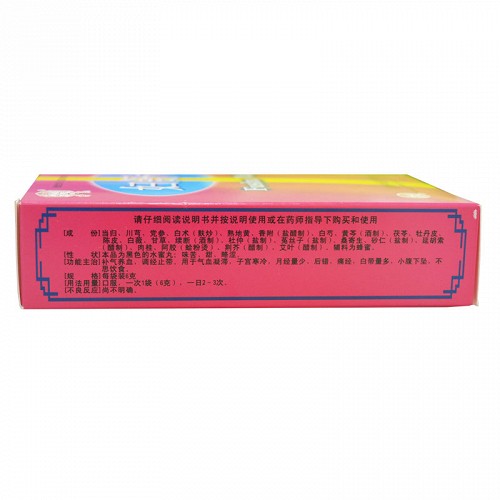 请仔细阅读说明书并按说明使用或在药师指导下购买和使用
[成　份]当归、川芎、党参、白术（麸炒）、熟地黄、香附（盐醋制）、白芍、黄芩（酒制）、茯苓、牡丹皮、
陈皮、白薇、甘草、续断（酒制）、杜仲（盐制）、菟丝子（盐制）、桑寄生、砂仁（盐制）、延胡索
（醋制）、肉桂、阿胶（蛤粉烫）、荆芥（醋制）、艾叶（醋制）。辅料为蜂蜜。
[性　状]本品为黑色的水蜜丸；味苦、甜、略涩。
[功能主治]补气养血，调经止带。用于气血凝滞，子宫寒冷，月经量少、后错，痛经，白带量多，小腹下坠，不
思饮食。
[规　格]每袋装6克
[用法用量]口服，一次1袋（6克），一日2-3次。
[不良反应]尚不明确。